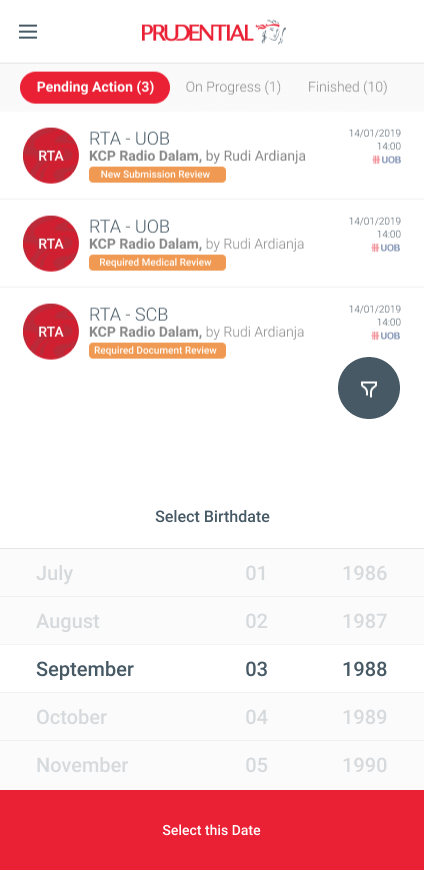 PRUDENTIAL
Pending Action (3) On Progress (1) Finished (10)
RTA
RTA - UOB
KCP Radio Dalam, by Rudi Ardianja
New Submission Review
14/01/2019
14:00
UOB
RTA
RTA - UOB
KCP Radio Dalam, by Rudi Ardianja
Required Medical Review
14/01/2019
14:00
UOB
RTA
RTA - SCB
KCP Radio Dalam, by Rudi Ardianja
Required Document Review
14/01/2019
14:00
UOB
Select Birthdate
July 01 1986
August 02 1987
September 03 1988
October 04 1989
November 05 1990
Select this Date